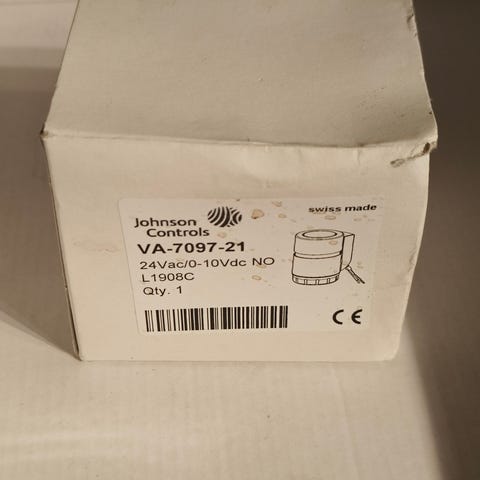 Johnson
Controls
swiss made
VA-7097-21
24Vac/0-10Vdc NO
L1908C
Qty. 1
CE